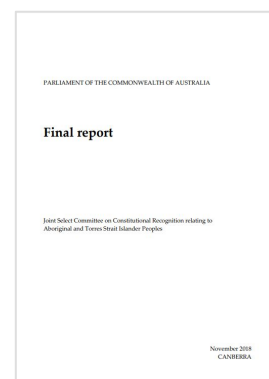 PARLIAMENT OF THE COMMONWEALTH OF AUSTRALIA
Final report
Joint Select Committee on Constitutional Recognition relating to
Aboriginal and Torres Strait Islander Peoples
November 2018
CANBERRA